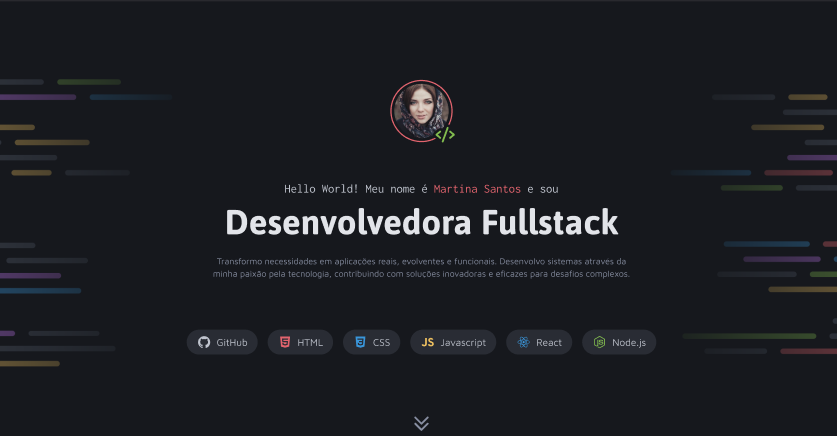 </>
Hello World! Meu nome é Martina Santos e sou
Desenvolvedora Fullstack
Transformo necessidades em aplicações reais, evolventes e funcionais. Desenvolvo sistemas através da
minha paixão pela tecnologia, contribuindo com soluções inovadoras e eficazes para desafios complexos.
GitHub HTML CSS JS Javascript React Node.js